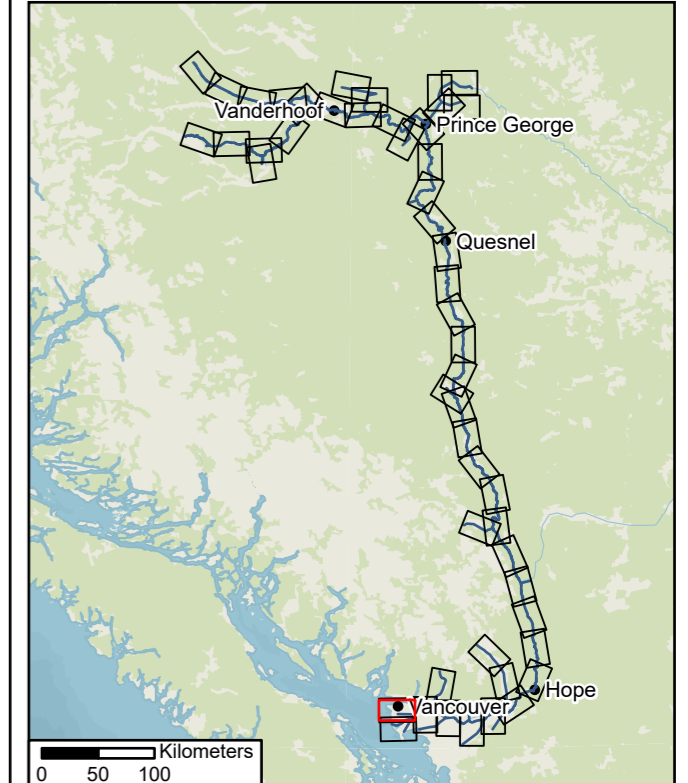 Vanderhoof
Prince George
Quesnel
Hope
Vancouver
Kilometers
0 50 100